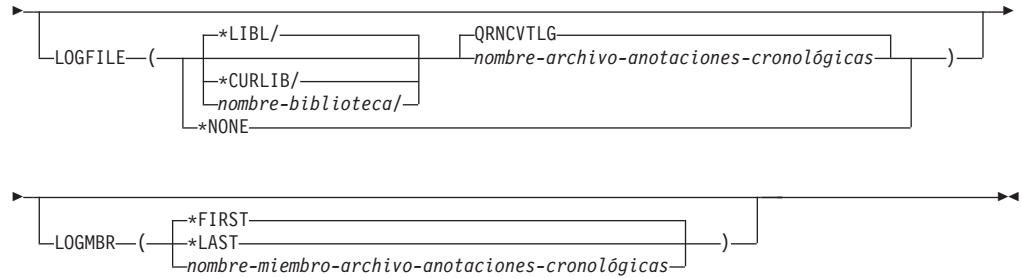 *LIBL/ QRNCVTLG
LOGFILE ( nombre-archivo-anotaciones-cronológicas )
*CURLIB/
nombre-biblioteca/
*NONE
*FIRST
LOGMBR ( *LAST )
nombre-miembro-archivo-anotaciones-cronológicas